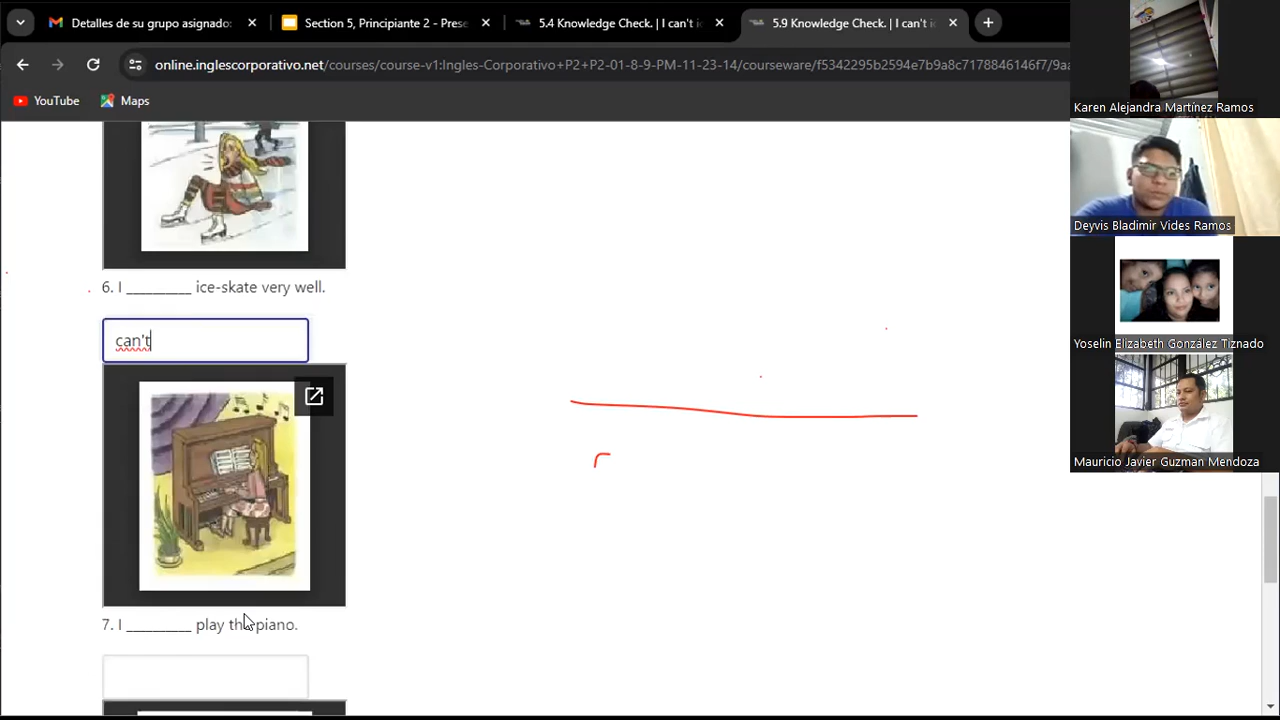 Detalles de su grupo asignado:
Section 5, Principiante 2 - Prese
5.4 Knowledge Check. | I can't ic
5.9 Knowledge Check. | I can't ic
online.inglescorporativo.net/courses/course-v1:Ingles-Corporativo+P2+P2-01-8-9-PM-11-23-14/courseware/f5342295b2594e7b9a8c7178846146f7/9aa
YouTube
Maps
6. I __________ ice-skate very well.
can't
7. I __________ play the piano.
Karen Alejandra Martínez Ramos
Deyvis Bladimir Vides Ramos
Yoselin Elizabeth González Tiznado
Mauricio Javier Guzman Mendoza